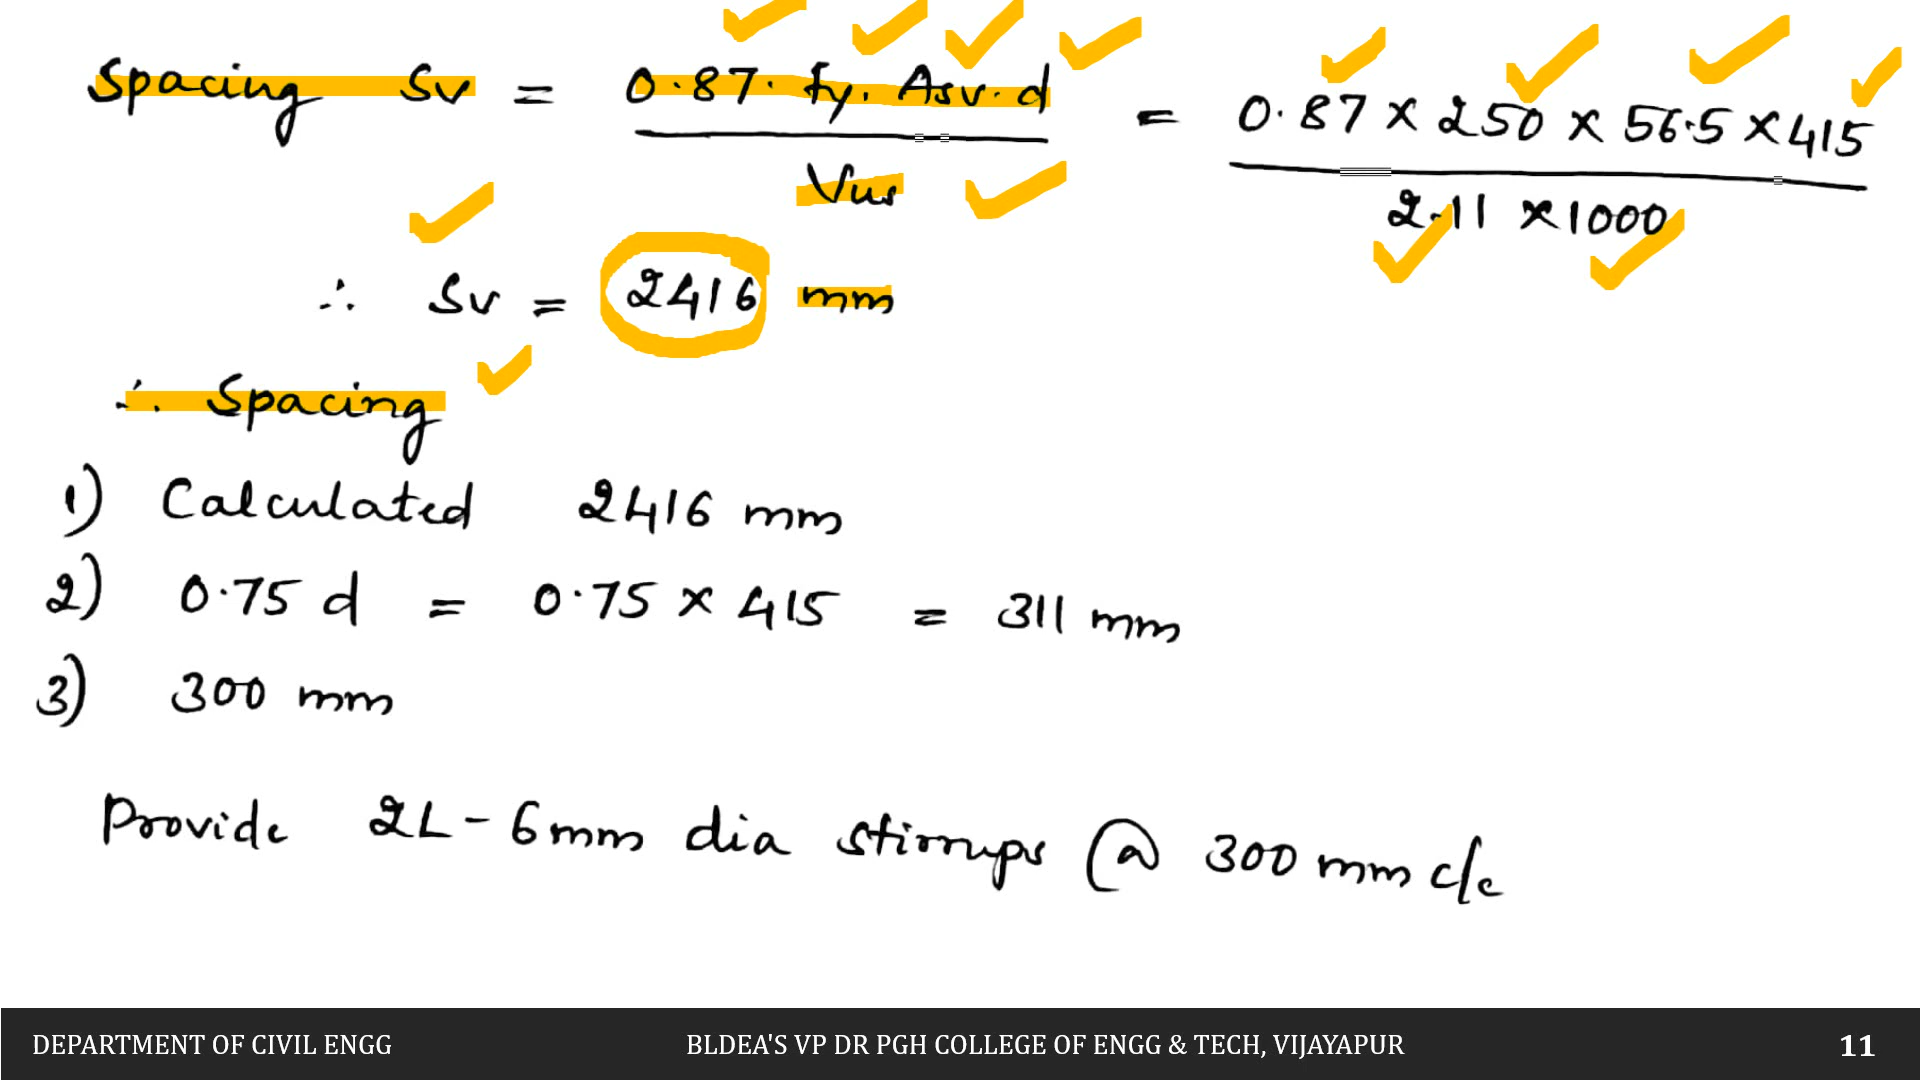 Spacing Sv = 0.87. fy. Asv. d / Vus = 0.87 × 250 × 56.5 × 415 / 2.11 × 1000
∴ Sv = 2416 mm
∴ Spacing
1) Calculated 2416 mm
2) 0.75 d = 0.75 × 415 = 311 mm
3) 300 mm
Provide 2L - 6mm dia stirrups @ 300 mm c/c
DEPARTMENT OF CIVIL ENGG BLDEA'S VP DR PGH COLLEGE OF ENGG & TECH, VIJAYAPUR 11